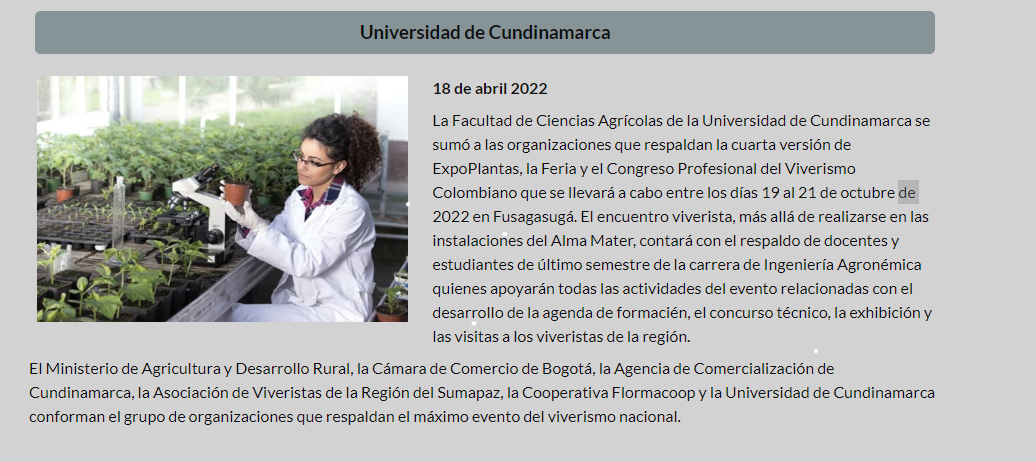 Universidad de Cundinamarca
18 de abril 2022
La Facultad de Ciencias Agrícolas de la Universidad de Cundinamarca se
sumó a las organizaciones que respaldan la cuarta versión de
ExpoPlantas, la Feria y el Congreso Profesional del Viverismo
Colombiano que se llevará a cabo entre los días 19 al 21 de octubre de
2022 en Fusagasugá. El encuentro viverista, más allá de realizarse en las
instalaciones del Alma Mater, contará con el respaldo de docentes y
estudiantes de último semestre de la carrera de Ingeniería Agronémica
quienes apoyarán todas las actividades del evento relacionadas con el
desarrollo de la agenda de formacién, el concurso técnico, la exhibición y
las visitas a los viveristas de la región.
El Ministerio de Agricultura y Desarrollo Rural, la Cámara de Comercio de Bogotá, la Agencia de Comercialización de
Cundinamarca, la Asociación de Viveristas de la Región del Sumapaz, la Cooperativa Flormacoop y la Universidad de Cundinamarca
conforman el grupo de organizaciones que respaldan el máximo evento del viverismo nacional.